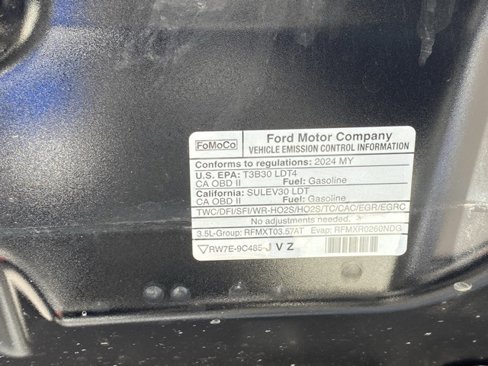 FoMoCo
Ford Motor Company
VEHICLE EMISSION CONTROL INFORMATION
Conforms to regulations: 2024 MY
U.S. EPA: T3B30 LDT4
CA OBD II Fuel: Gasoline
California: SULEV30 LDT
CA OBD II Fuel: Gasoline
TWC/DFI/SFI/WR-HO2S/HO2S/TC/CAC/EGR/EGRC
No adjustments needed.
3.5L-Group: RFMXT03.57AT Evap: RFMXR0268NDG
RW7E-9C485-J V Z